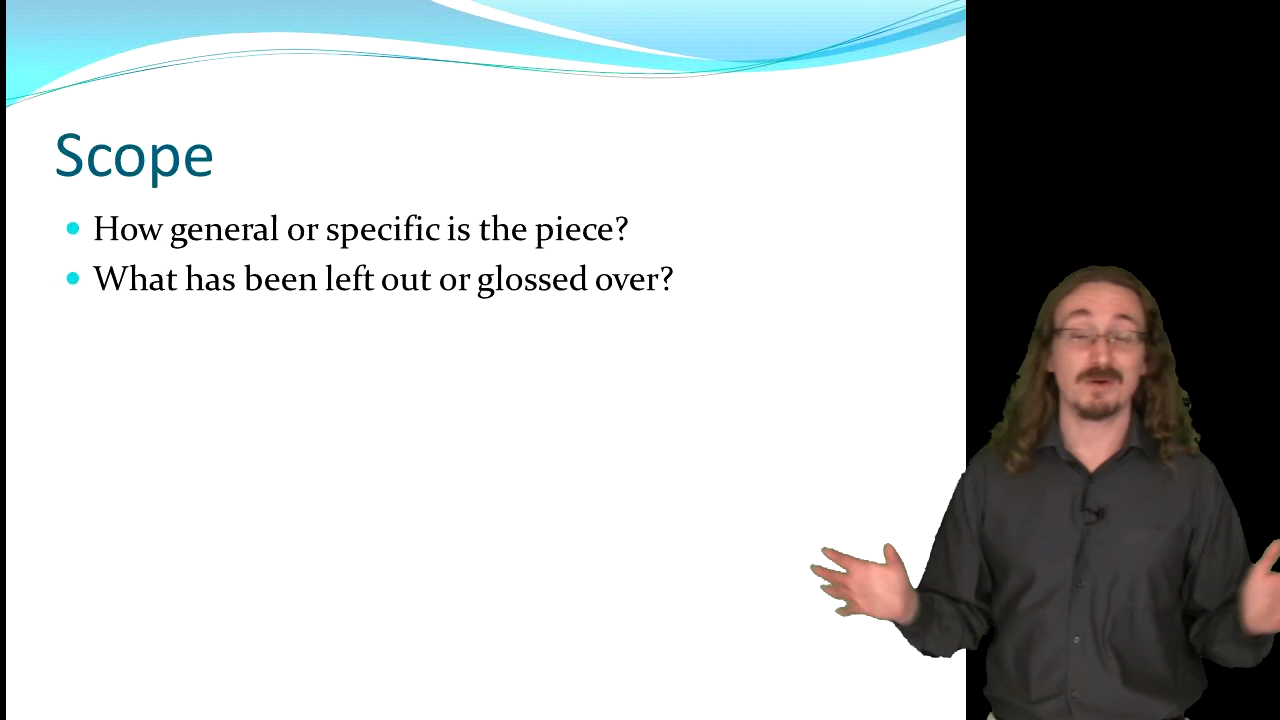 Scope
How general or specific is the piece?
What has been left out or glossed over?